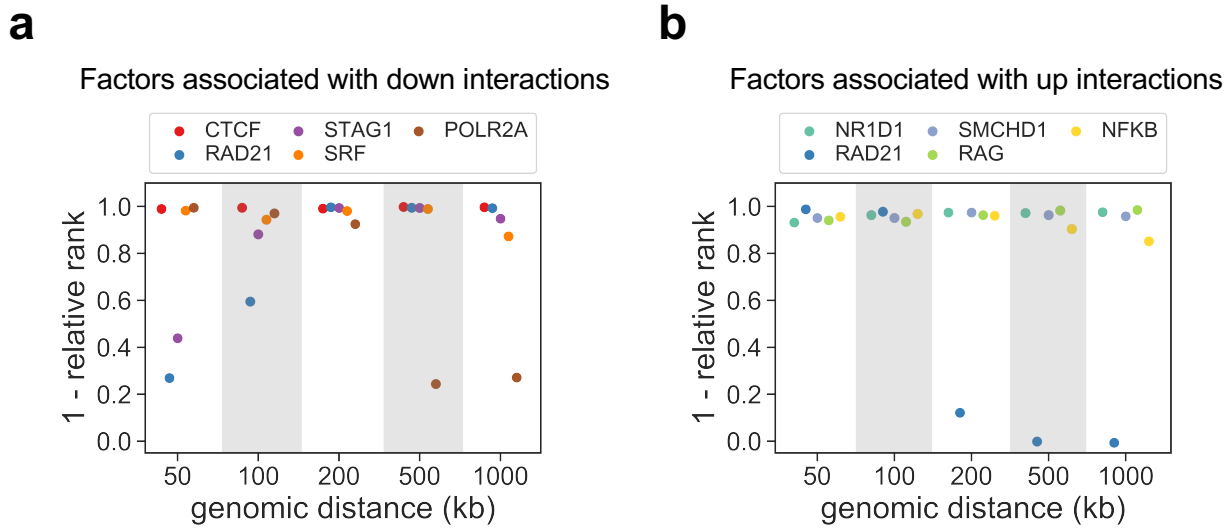 a
Factors associated with down interactions
CTCF STAG1 POLR2A
RAD21 SRF
1 - relative rank
1.0
0.8
0.6
0.4
0.2
0.0
50 100 200 500 1000
genomic distance (kb)
b
Factors associated with up interactions
NR1D1 SMCHD1 NFKB
RAD21 RAG
1 - relative rank
1.0
0.8
0.6
0.4
0.2
0.0
50 100 200 500 1000
genomic distance (kb)